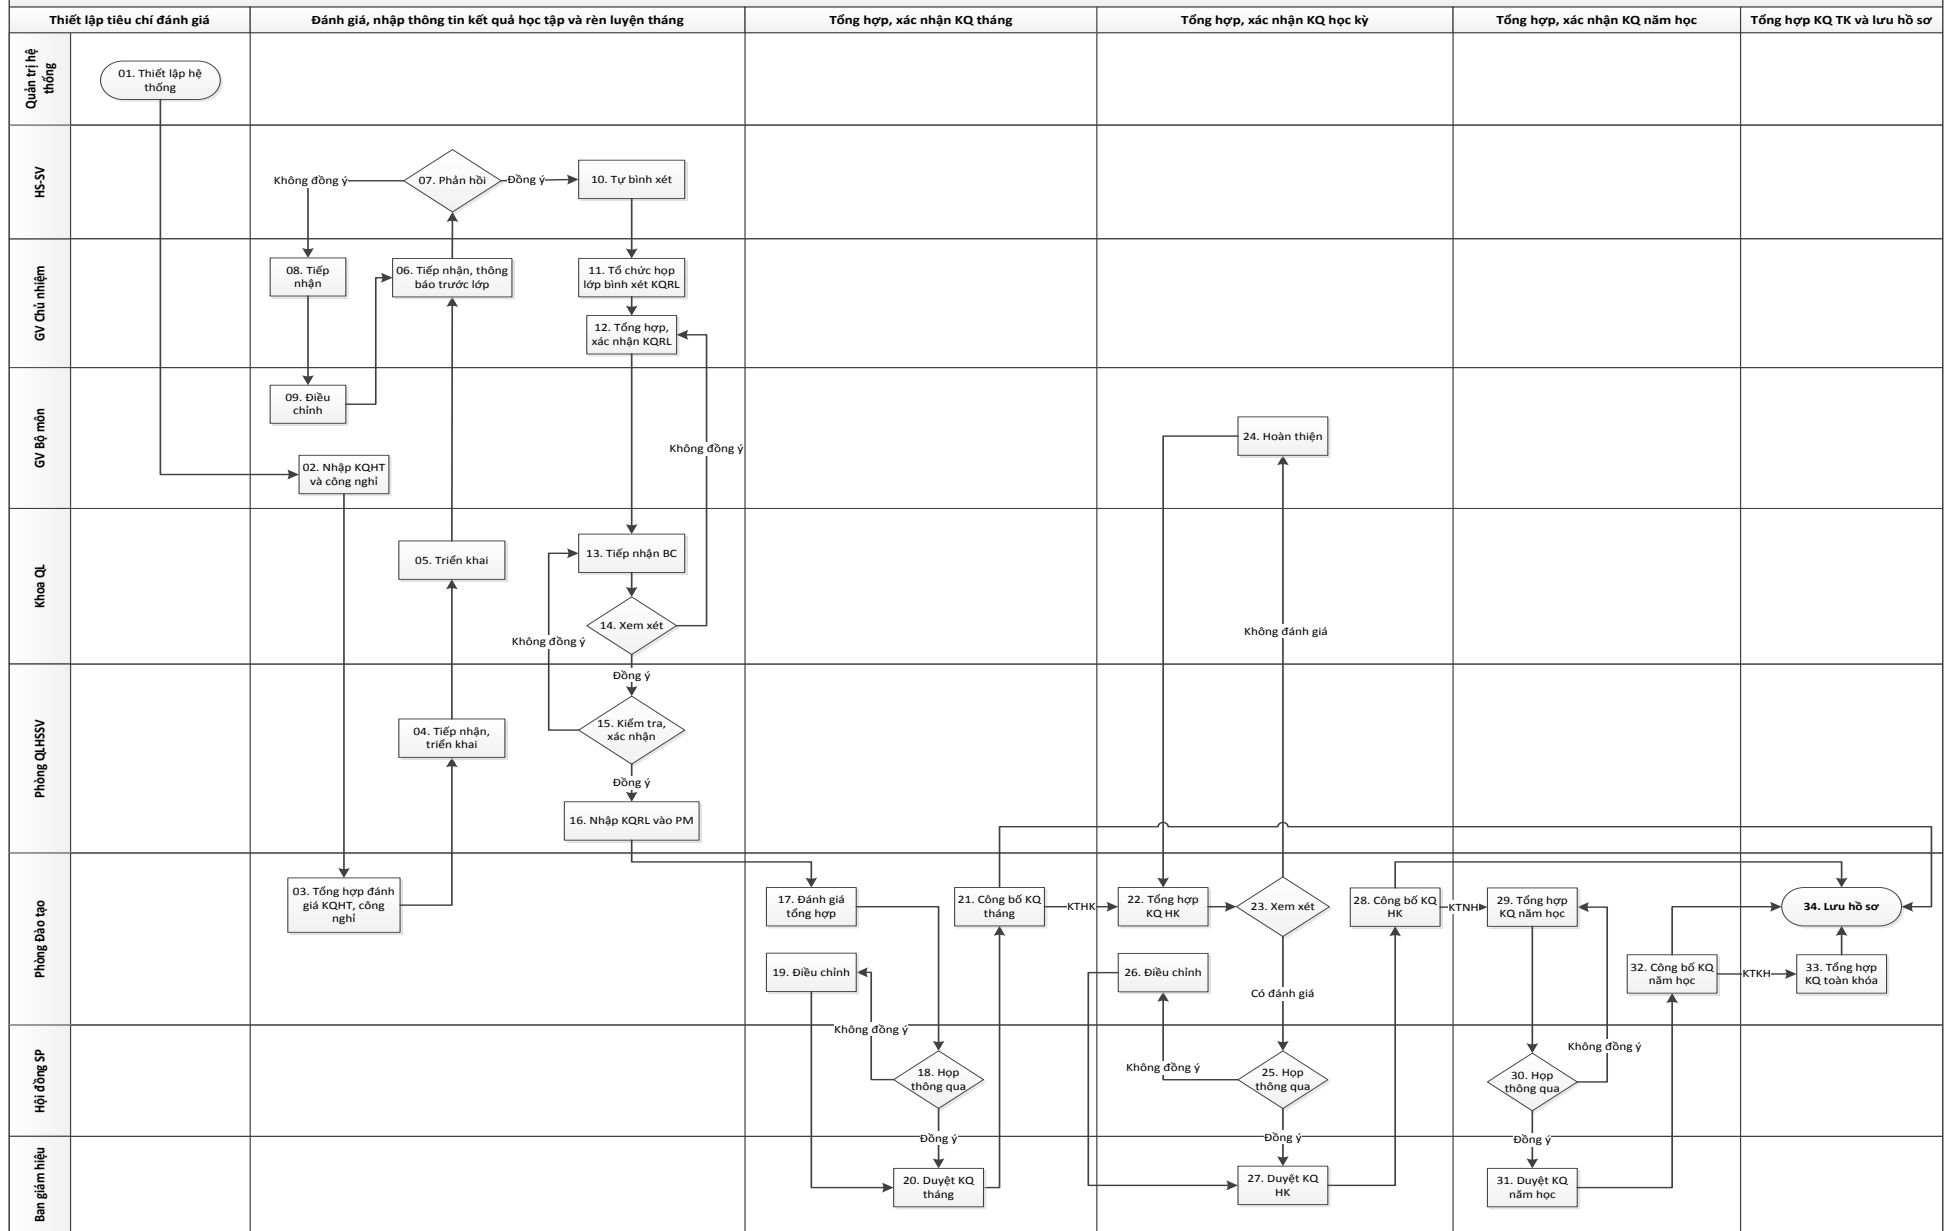 Thiết lập tiêu chí đánh giá
Đánh giá, nhập thông tin kết quả học tập và rèn luyện tháng
Tổng hợp, xác nhận KQ tháng
Tổng hợp, xác nhận KQ học kỳ
Tổng hợp, xác nhận KQ năm học
Tổng hợp KQ TK và lưu hồ sơ
Quản trị hệ
thống
01. Thiết lập hệ
thống
HS-SV
Không đồng ý
07. Phản hồi
Đồng ý
10. Tự bình xét
GV Chủ nhiệm
08. Tiếp
nhận
06. Tiếp nhận, thông
báo trước lớp
11. Tổ chức họp
lớp bình xét KQRL
12. Tổng hợp,
xác nhận KQRL
GV Bộ môn
09. Điều
chỉnh
02. Nhập KQHT
và công nghỉ
Không đồng ý
24. Hoàn thiện
Khoa QL
05. Triển khai
13. Tiếp nhận BC
14. Xem xét
Không đồng ý
Không đánh giá
Phòng QLHSSV
Đồng ý
04. Tiếp nhận,
triển khai
15. Kiểm tra,
xác nhận
Đồng ý
16. Nhập KQRL vào PM
Phòng Đào tạo
03. Tổng hợp đánh
giá KQHT, công
nghỉ
17. Đánh giá
tổng hợp
21. Công bố KQ
tháng
KTHK
22. Tổng hợp
KQ HK
23. Xem xét
28. Công bố KQ
HK
KTNH
29. Tổng hợp
KQ năm học
34. Lưu hồ sơ
19. Điều chỉnh
26. Điều chỉnh
Có đánh giá
32. Công bố KQ
năm học
KTKH
33. Tổng hợp
KQ toàn khóa
Hội đồng SP
Không đồng ý
18. Họp
thông qua
Không đồng ý
25. Họp
thông qua
Không đồng ý
30. Họp
thông qua
Đồng ý
Đồng ý
Đồng ý
Ban giám hiệu
20. Duyệt KQ
tháng
27. Duyệt KQ
HK
31. Duyệt KQ
năm học